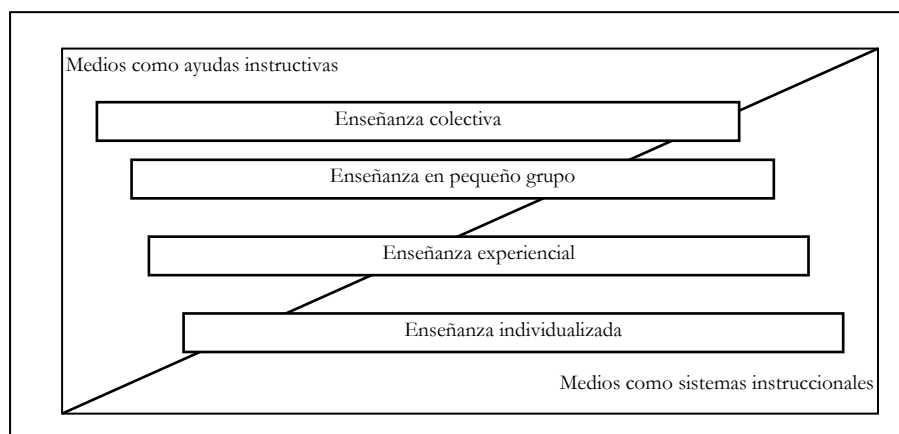 Medios como ayudas instructivas
Enseñanza colectiva
Enseñanza en pequeño grupo
Enseñanza experiencial
Enseñanza individualizada
Medios como sistemas instruccionales